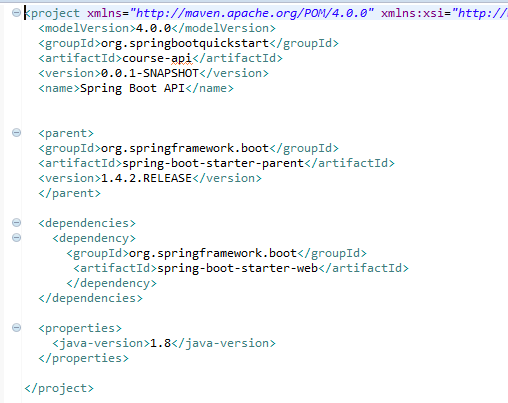 <project xmlns="http://maven.apache.org/POM/4.0.0" xmlns:xsi="http://
<modelVersion>4.0.0</modelVersion>
<groupId>org.springbootquickstart</groupId>
<artifactId>course-api</artifactId>
<version>0.0.1-SNAPSHOT</version>
<name>Spring Boot API</name>
<parent>
<groupId>org.springframework.boot</groupId>
<artifactId>spring-boot-starter-parent</artifactId>
<version>1.4.2.RELEASE</version>
</parent>
<dependencies>
<dependency>
<groupId>org.springframework.boot</groupId>
<artifactId>spring-boot-starter-web</artifactId>
</dependency>
</dependencies>
<properties>
<java-version>1.8</java-version>
</properties>
</project>